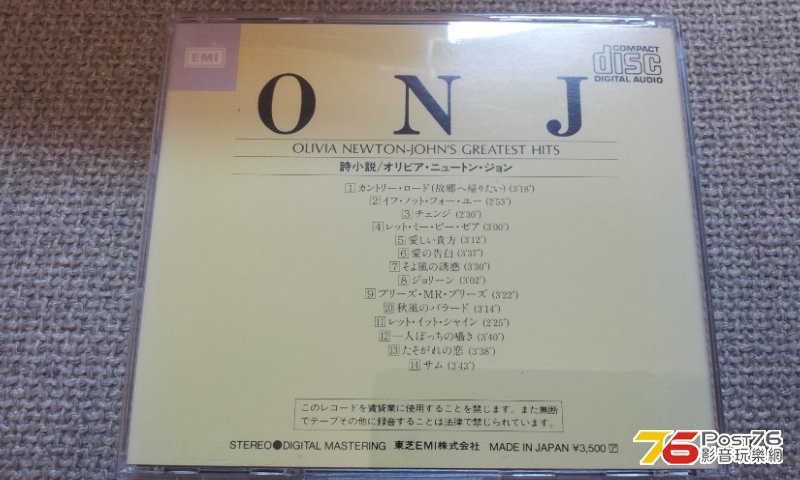 EMI
COMPACT
disc
DIGITAL AUDIO
O N J
OLIVIA NEWTON-JOHN'S GREATEST HITS
詩小説/オリビア・ニュートン・ジョン
1 カントリー・ロード(故郷へ帰りたい)(3'18")
2 イフ・ノット・フォー・ユー(2'53")
3 チェンジ(2'30")
4 レット・ミー・ビー・ゼア(3'00")
5 愛しい貴方(3'12")
6 愛の告白(3'37")
7 そよ風の誘惑(3'30")
8 ジョリーン(3'02")
9 プリーズ・MR・プリーズ(3'22")
10 秋風のバラード(3'14")
11 レット・イット・シャイン(2'25")
12 一人ぼっちの囁き(3'40")
13 たそがれの恋(3'38")
14 サム(3'43")
このレコードを賃貸業に使用することを禁じます。また無断
でテープその他に録音することは法律で禁じられています。
STEREO●DIGITAL MASTERING 東芝EMI株式会社 MADE IN JAPAN ¥3,500
76 Post76
影音玩樂網